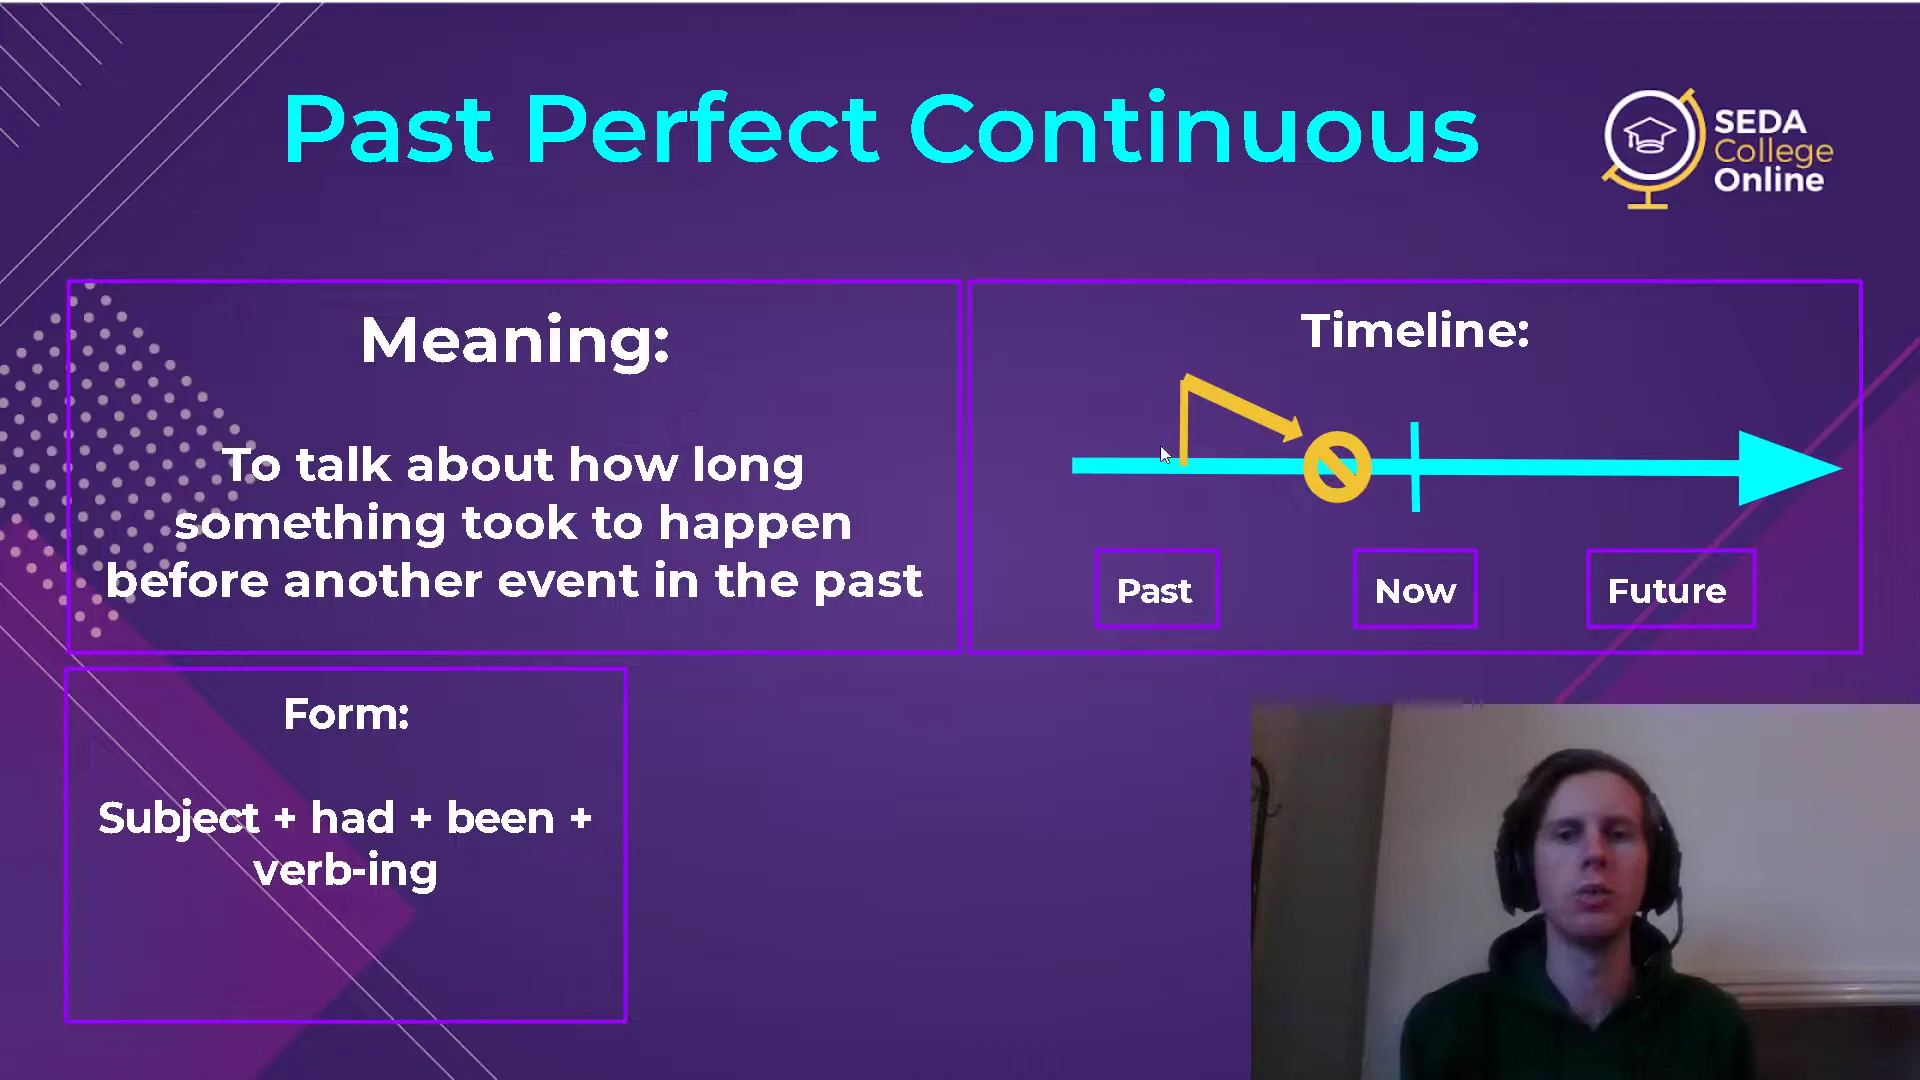 Past Perfect Continuous
SEDA
College
Online
Meaning:
To talk about how long
something took to happen
before another event in the past
Timeline:
Past
Now
Future
Form:
Subject + had + been +
verb-ing